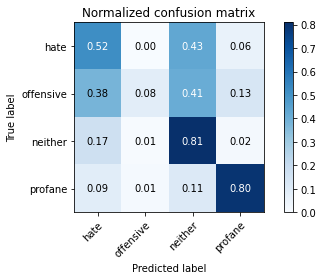 Normalized confusion matrix
True label
hate 0.52 0.00 0.43 0.06
offensive 0.38 0.08 0.41 0.13
neither 0.17 0.01 0.81 0.02
profane 0.09 0.01 0.11 0.80
hate offensive neither profane
Predicted label
0.8
0.7
0.6
0.5
0.4
0.3
0.2
0.1
0.0